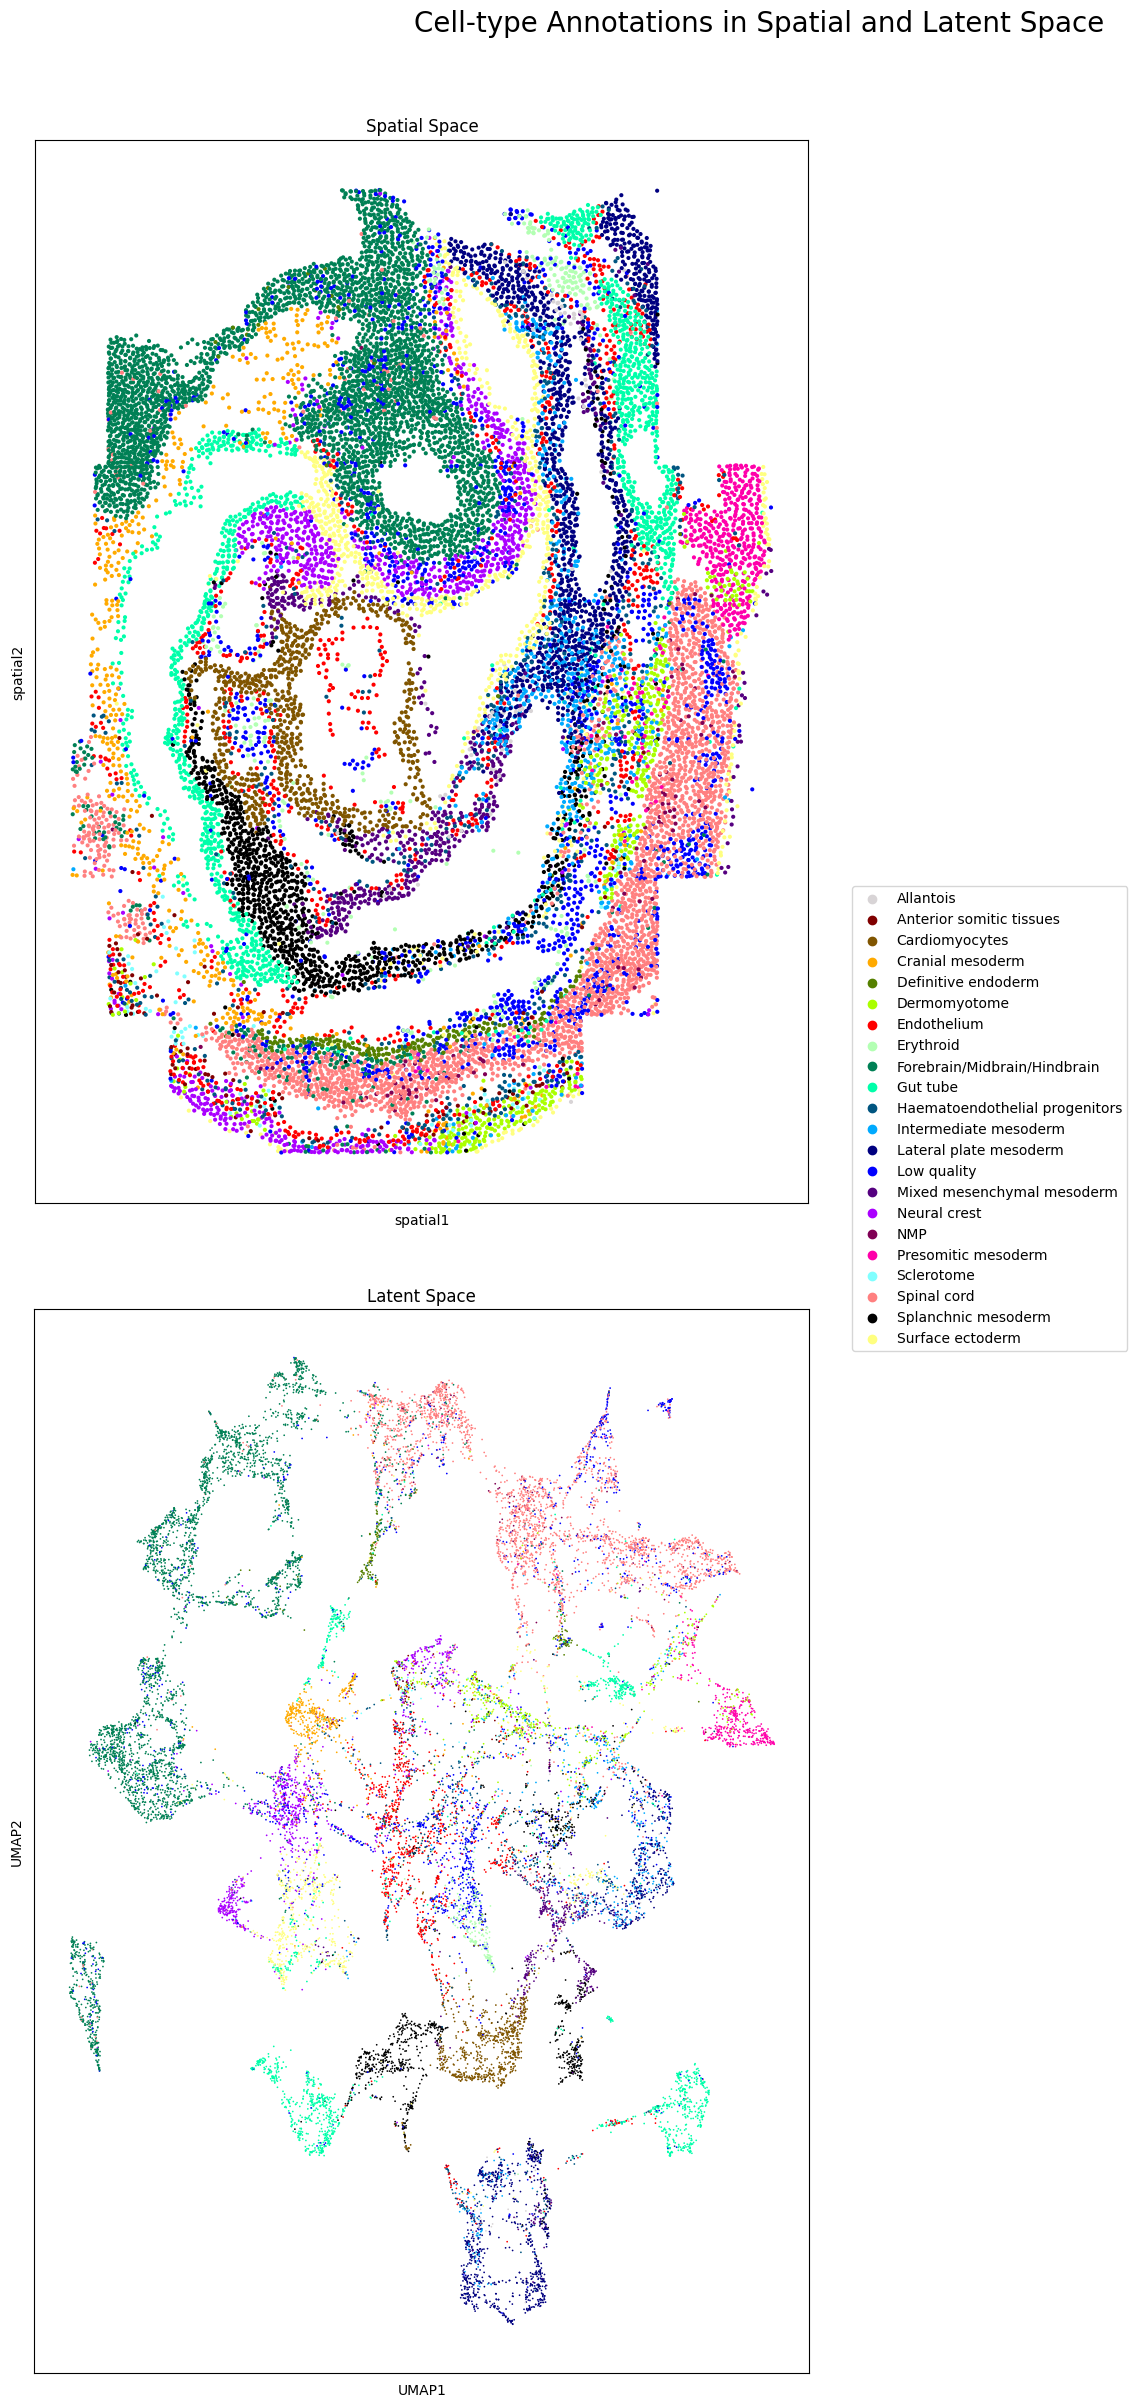 Cell-type Annotations in Spatial and Latent Space
Spatial Space
spatial2
spatial1
Allantois
Anterior somitic tissues
Cardiomyocytes
Cranial mesoderm
Definitive endoderm
Dermomyotome
Endothelium
Erythroid
Forebrain/Midbrain/Hindbrain
Gut tube
Haematoendothelial progenitors
Intermediate mesoderm
Lateral plate mesoderm
Low quality
Mixed mesenchymal mesoderm
Neural crest
NMP
Presomitic mesoderm
Sclerotome
Spinal cord
Splanchnic mesoderm
Surface ectoderm
Latent Space
UMAP2
UMAP1